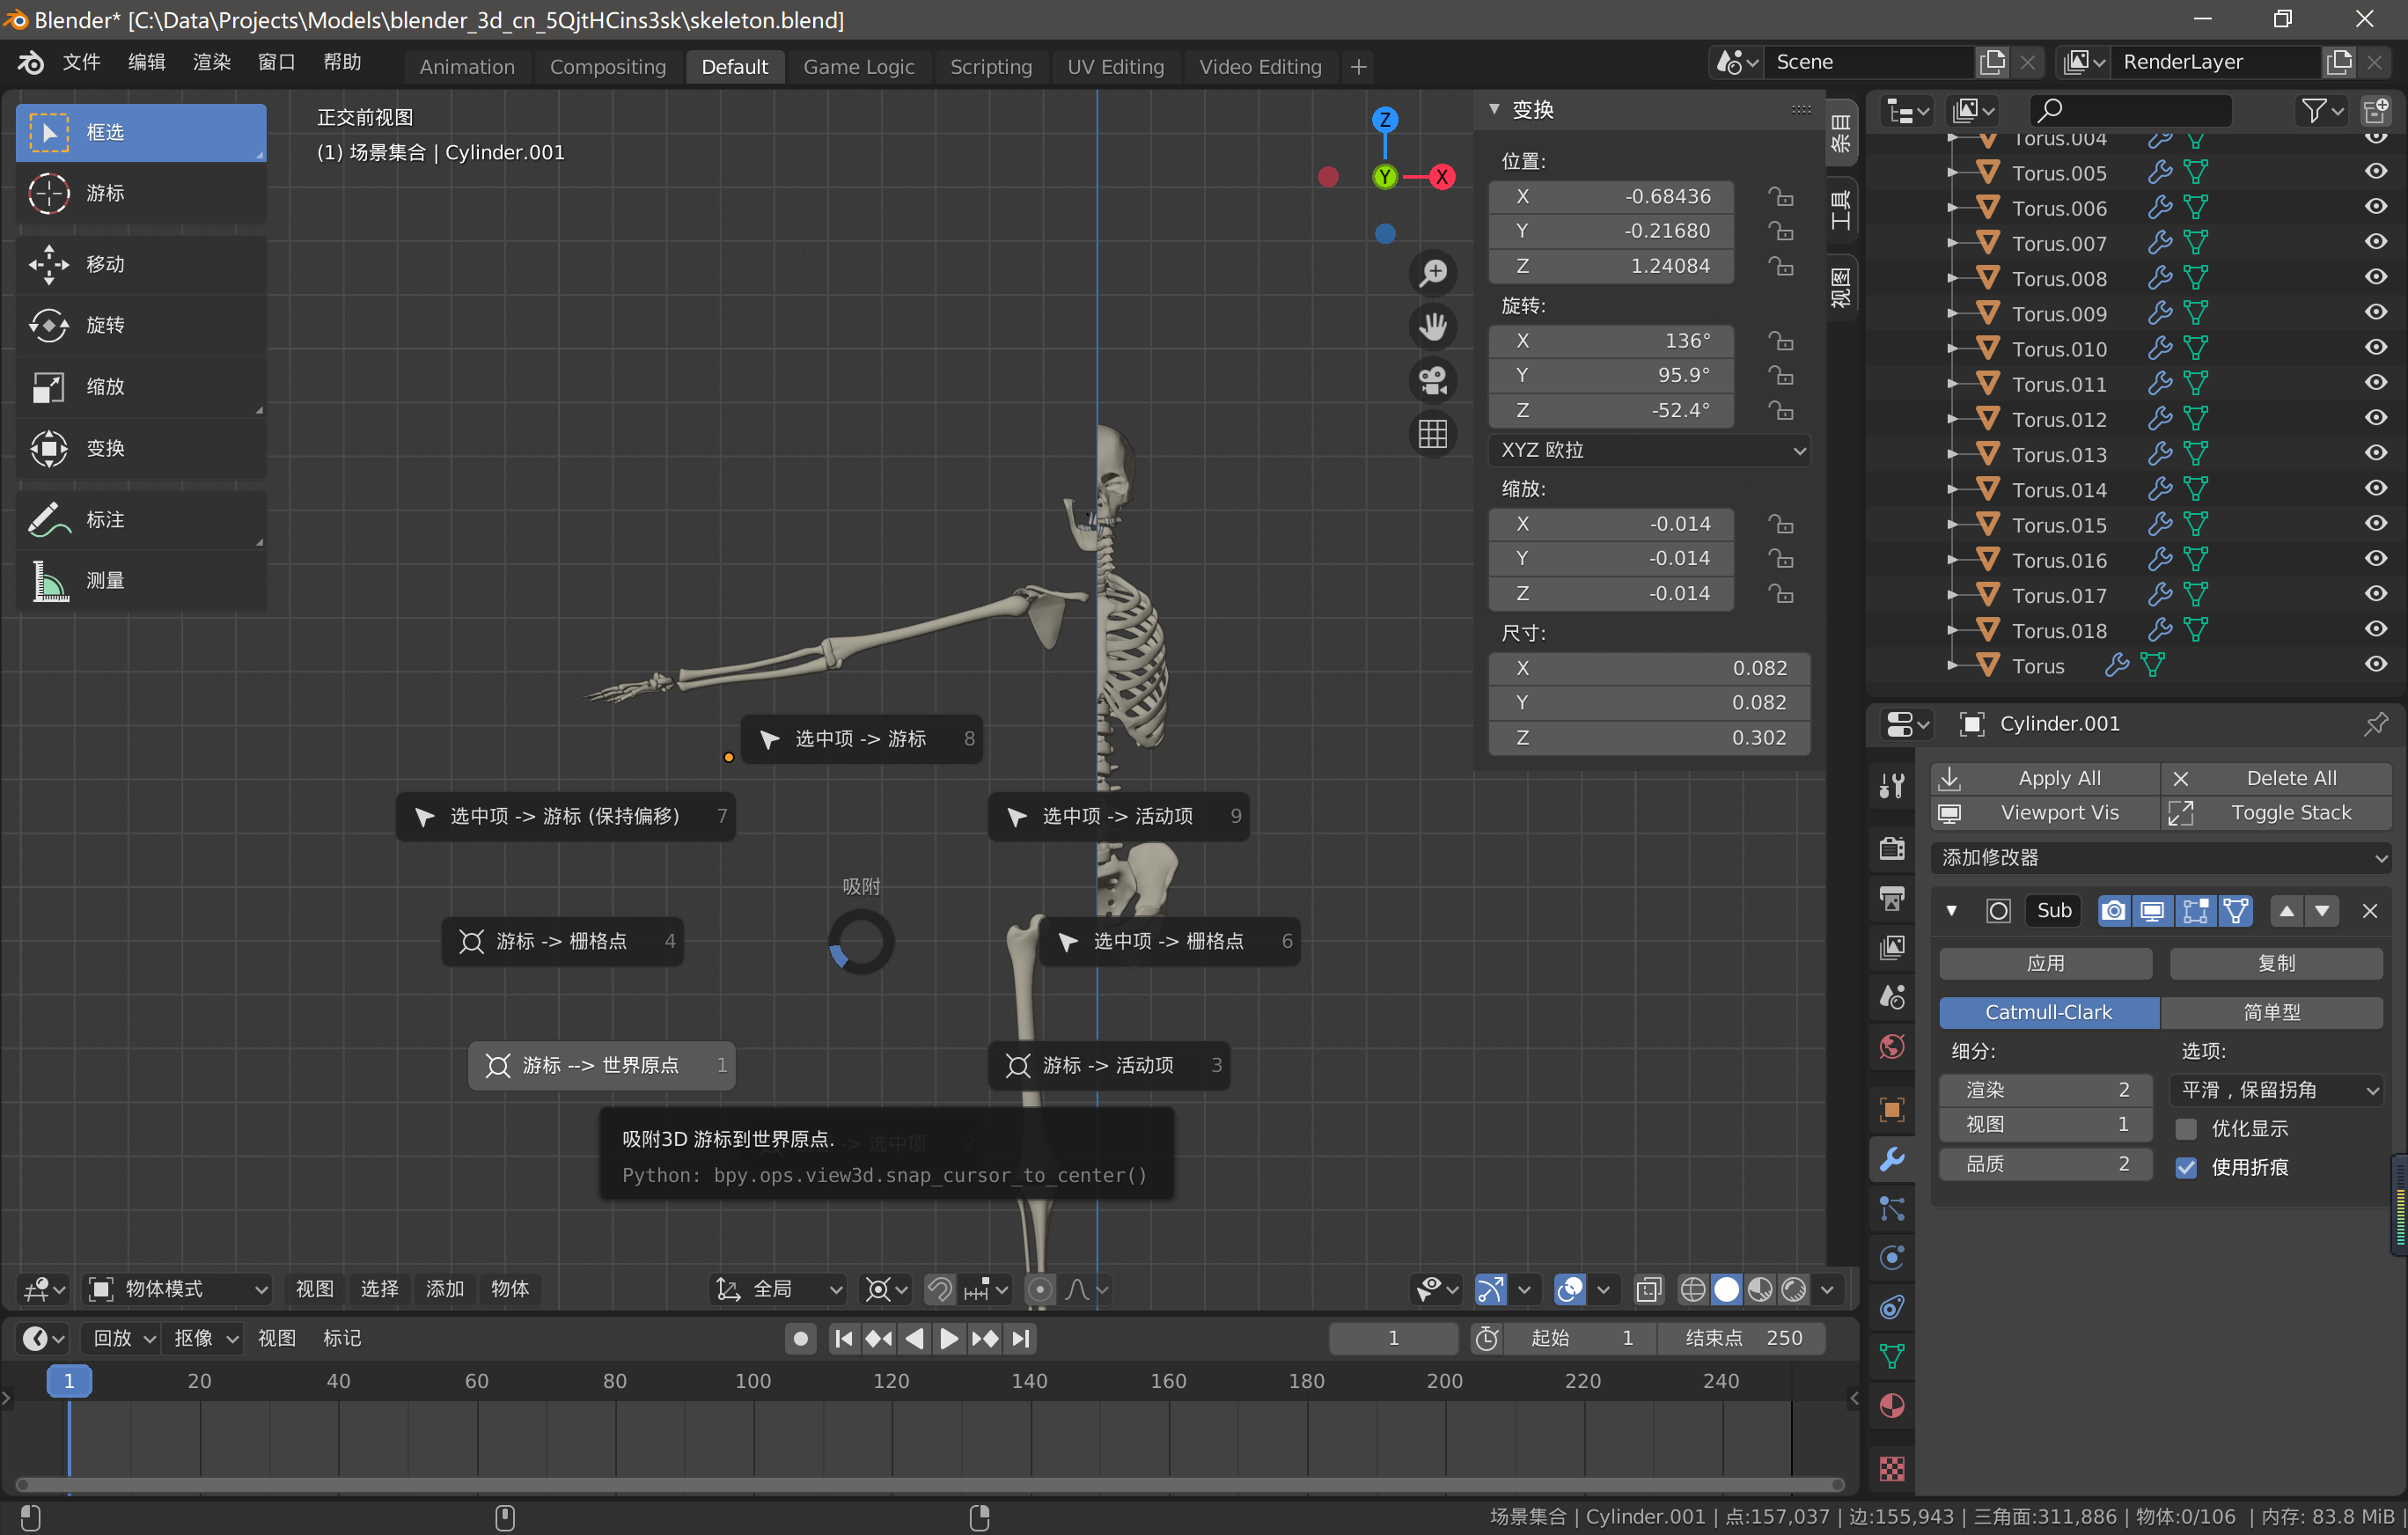 Blender* [C:\Data\Projects\Models\blender_3d_cn_5QjtHCins3sk\skeleton.blend]
文件 编辑 渲染 窗口 帮助 Animation Compositing Default Game Logic Scripting UV Editing Video Editing + Scene RenderLayer
框选
游标
移动
旋转
缩放
变换
标注
测量
正交前视图
(1) 场景集合 | Cylinder.001
Z
Y
X
变换
位置:
X -0.68436
Y -0.21680
Z 1.24084
旋转:
X 136°
Y 95.9°
Z -52.4°
XYZ 欧拉
缩放:
X -0.014
Y -0.014
Z -0.014
尺寸:
X 0.082
Y 0.082
Z 0.302
条目
工具
视图
选中项 -> 游标 8
选中项 -> 游标 (保持偏移) 7
选中项 -> 活动项 9
吸附
游标 -> 栅格点 4
选中项 -> 栅格点 6
游标 --> 世界原点 1
游标 -> 活动项 3
-> 选中项 2
吸附3D 游标到世界原点.
Python: bpy.ops.view3d.snap_cursor_to_center()
物体模式 视图 选择 添加 物体 全局
回放 抠像 视图 标记 1 起始 1 结束点 250
1 20 40 60 80 100 120 140 160 180 200 220 240
Torus.004
Torus.005
Torus.006
Torus.007
Torus.008
Torus.009
Torus.010
Torus.011
Torus.012
Torus.013
Torus.014
Torus.015
Torus.016
Torus.017
Torus.018
Torus
Cylinder.001
Apply All Delete All
Viewport Vis Toggle Stack
添加修改器
Sub
应用 复制
Catmull-Clark 简单型
细分: 选项:
渲染 2 平滑，保留拐角
视图 1 优化显示
品质 2 使用折痕
场景集合 | Cylinder.001 | 点:157,037 | 边:155,943 | 三角面:311,886 | 物体:0/106 | 内存: 83.8 MiB